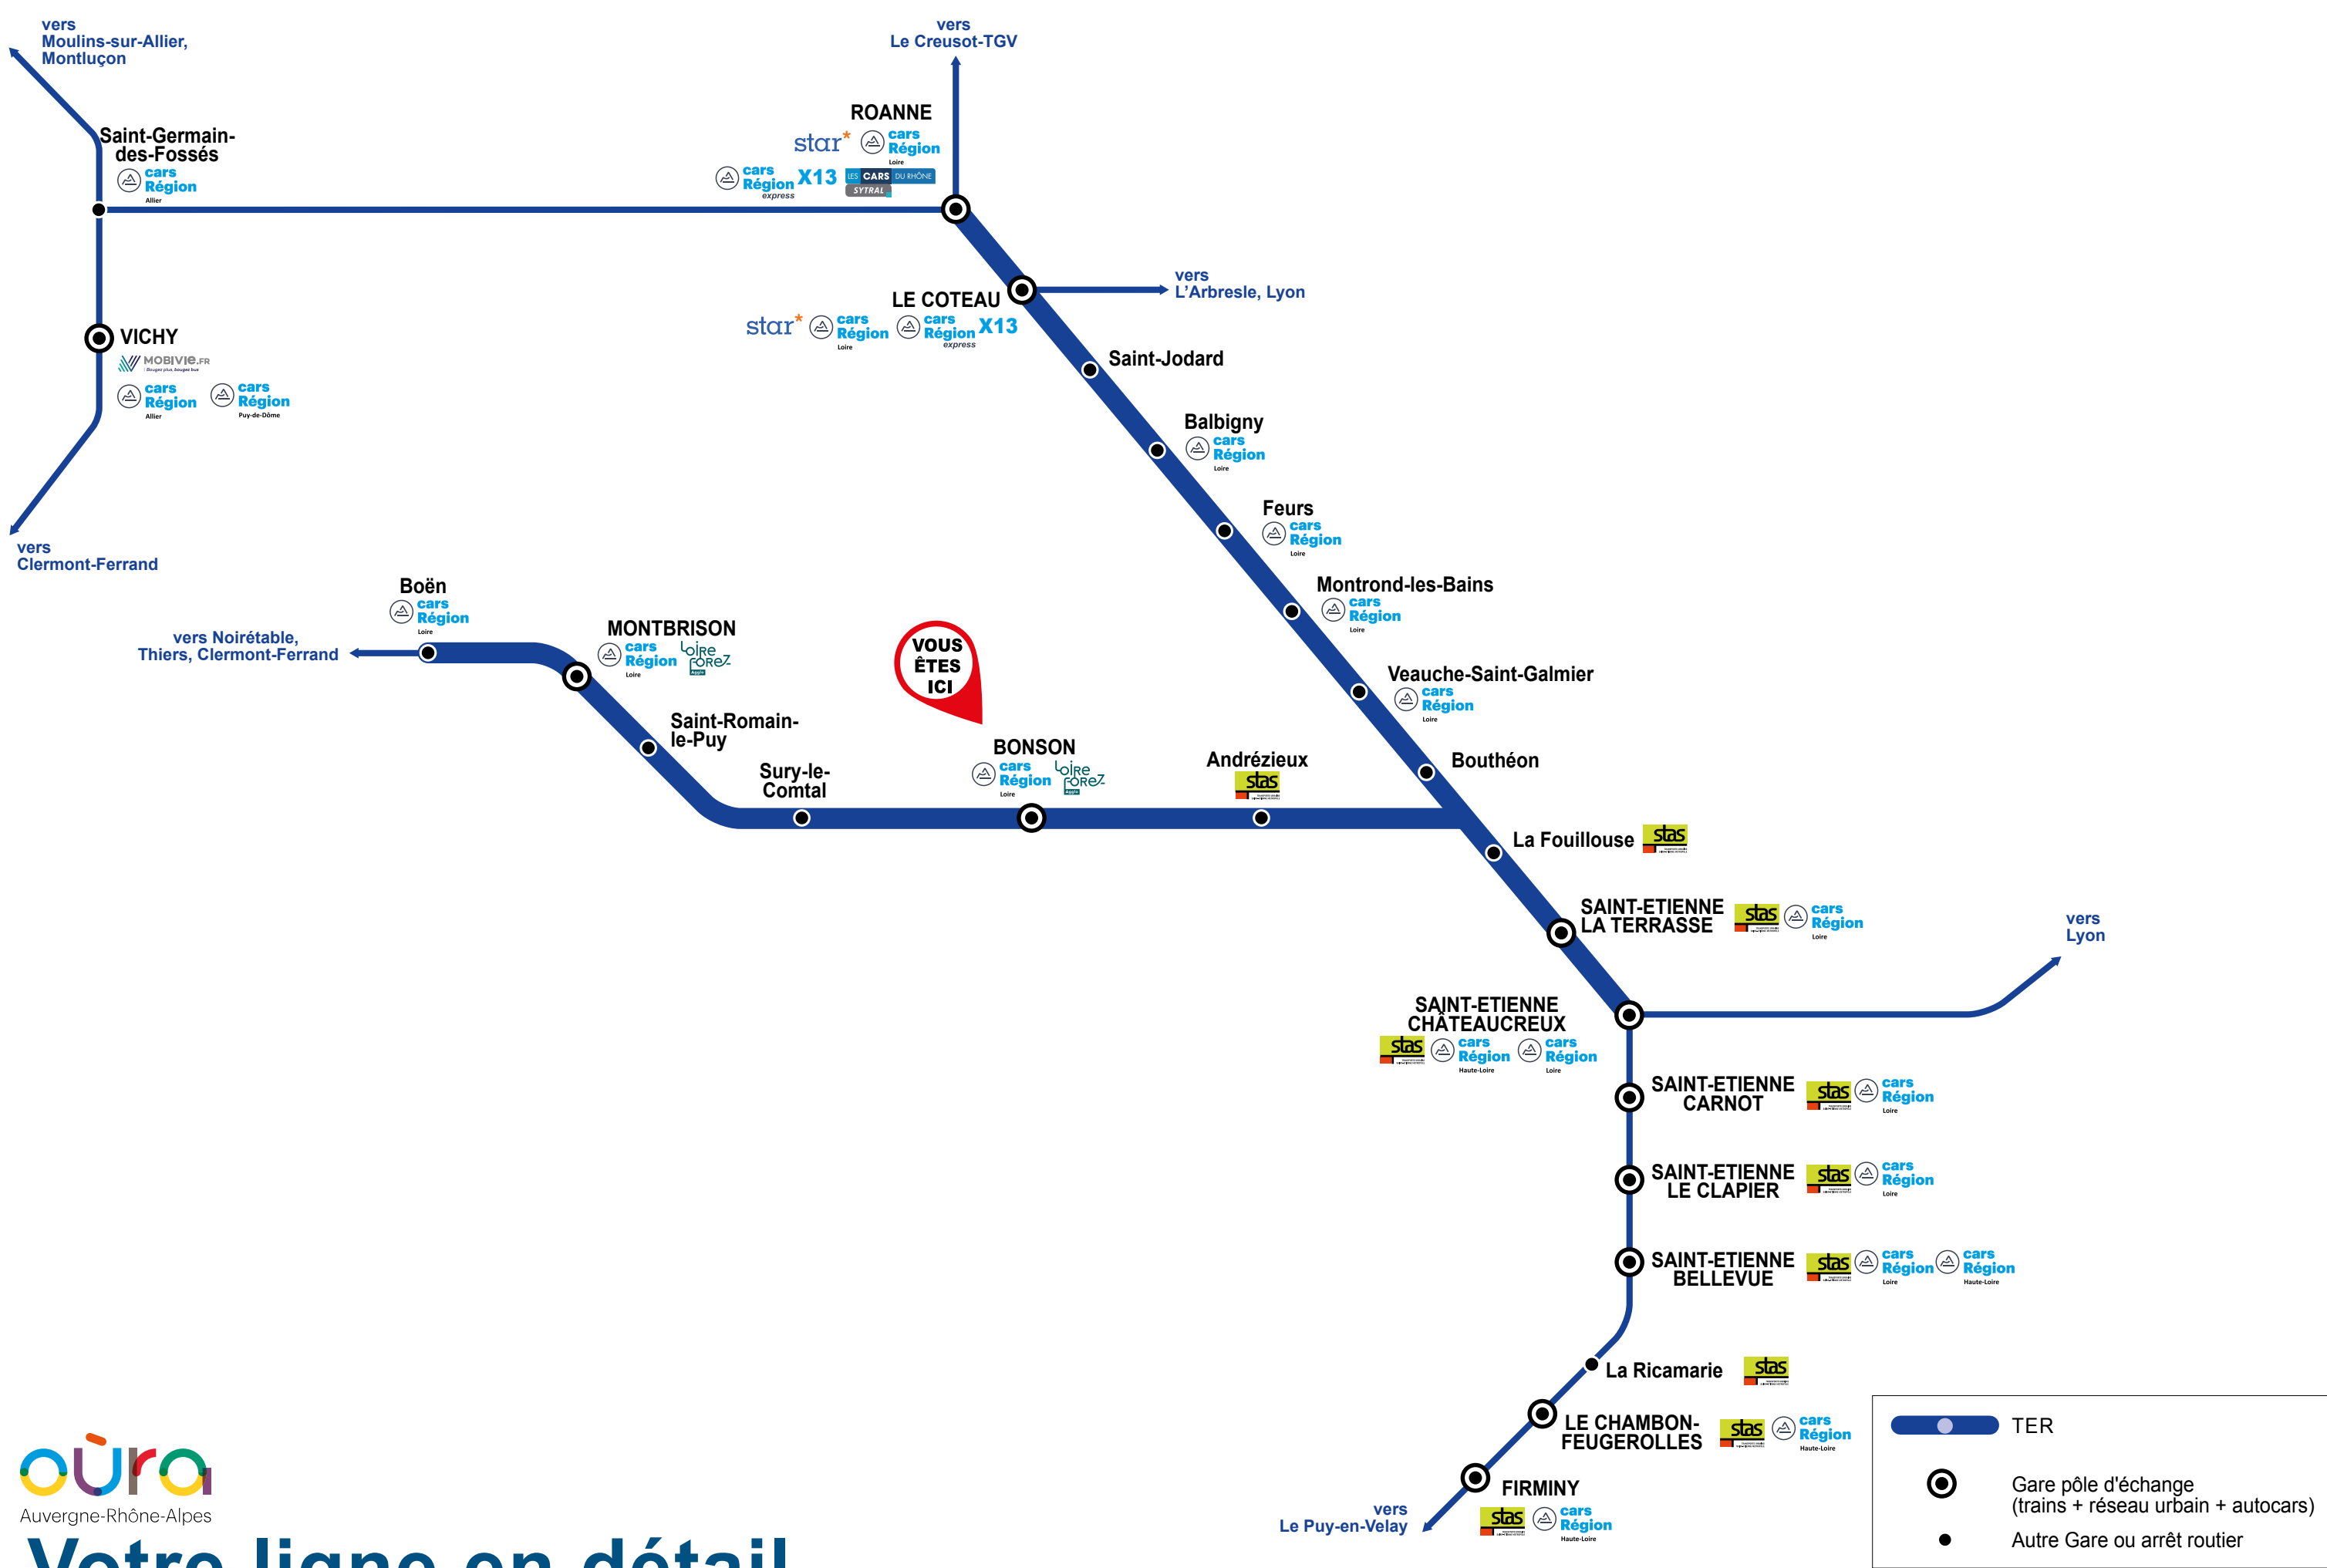 vers
Moulins-sur-Allier,
Montluçon
vers
Le Creusot-TGV
ROANNE
star*
cars
Région
Loire
cars
Région
express
X13
LES CARS DU RHÔNE
SYTRAL
Saint-Germain-
des-Fossés
cars
Région
Allier
vers
L'Arbresle, Lyon
LE COTEAU
star*
cars
Région
Loire
cars
Région
express
X13
VICHY
MOBIVIE.FR
Bougez plus bougez bus
cars
Région
Allier
cars
Région
Puy-de-Dôme
Saint-Jodard
Balbigny
cars
Région
Loire
Feurs
cars
Région
Loire
vers
Clermont-Ferrand
Boën
cars
Région
Loire
vers Noirétable,
Thiers, Clermont-Ferrand
MONTBRISON
cars
Région
Loire
Loire
FOREZ
Agglo
VOUS
ÊTES
ICI
Montrond-les-Bains
cars
Région
Loire
Veauche-Saint-Galmier
cars
Région
Loire
Saint-Romain-
le-Puy
Sury-le-
Comtal
BONSON
cars
Région
Loire
Loire
FOREZ
Agglo
Andrézieux
stas
Bouthéon
La Fouillouse
stas
SAINT-ETIENNE
LA TERRASSE
stas
cars
Région
Loire
vers
Lyon
SAINT-ETIENNE
CHÂTEAUCREUX
stas
cars
Région
Haute-Loire
cars
Région
Loire
SAINT-ETIENNE
CARNOT
stas
cars
Région
Loire
SAINT-ETIENNE
LE CLAPIER
stas
cars
Région
Loire
SAINT-ETIENNE
BELLEVUE
stas
cars
Région
Loire
cars
Région
Haute-Loire
La Ricamarie
stas
LE CHAMBON-
FEUGEROLLES
stas
cars
Région
Haute-Loire
FIRMINY
stas
cars
Région
Haute-Loire
vers
Le Puy-en-Velay
TER
Gare pôle d'échange
(trains + réseau urbain + autocars)
Autre Gare ou arrêt routier
oùra
Auvergne-Rhône-Alpes
Votre ligne en détail